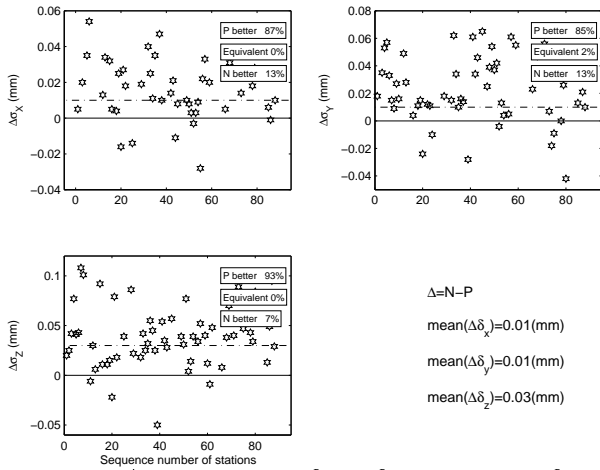 0.06
0.04
0.02
0
−0.02
−0.04
Δσ_X (mm)
0 20 40 60 80
P better 87%
Equivalent 0%
N better 13%
0.08
0.06
0.04
0.02
0
−0.02
−0.04
Δσ_Y (mm)
0 20 40 60 80
P better 85%
Equivalent 2%
N better 13%
0.1
0.05
0
−0.05
Δσ_Z (mm)
0 20 40 60 80
Sequence number of stations
P better 93%
Equivalent 0%
N better 7%
Δ=N−P
mean(Δδ_x)=0.01(mm)
mean(Δδ_y)=0.01(mm)
mean(Δδ_z)=0.03(mm)